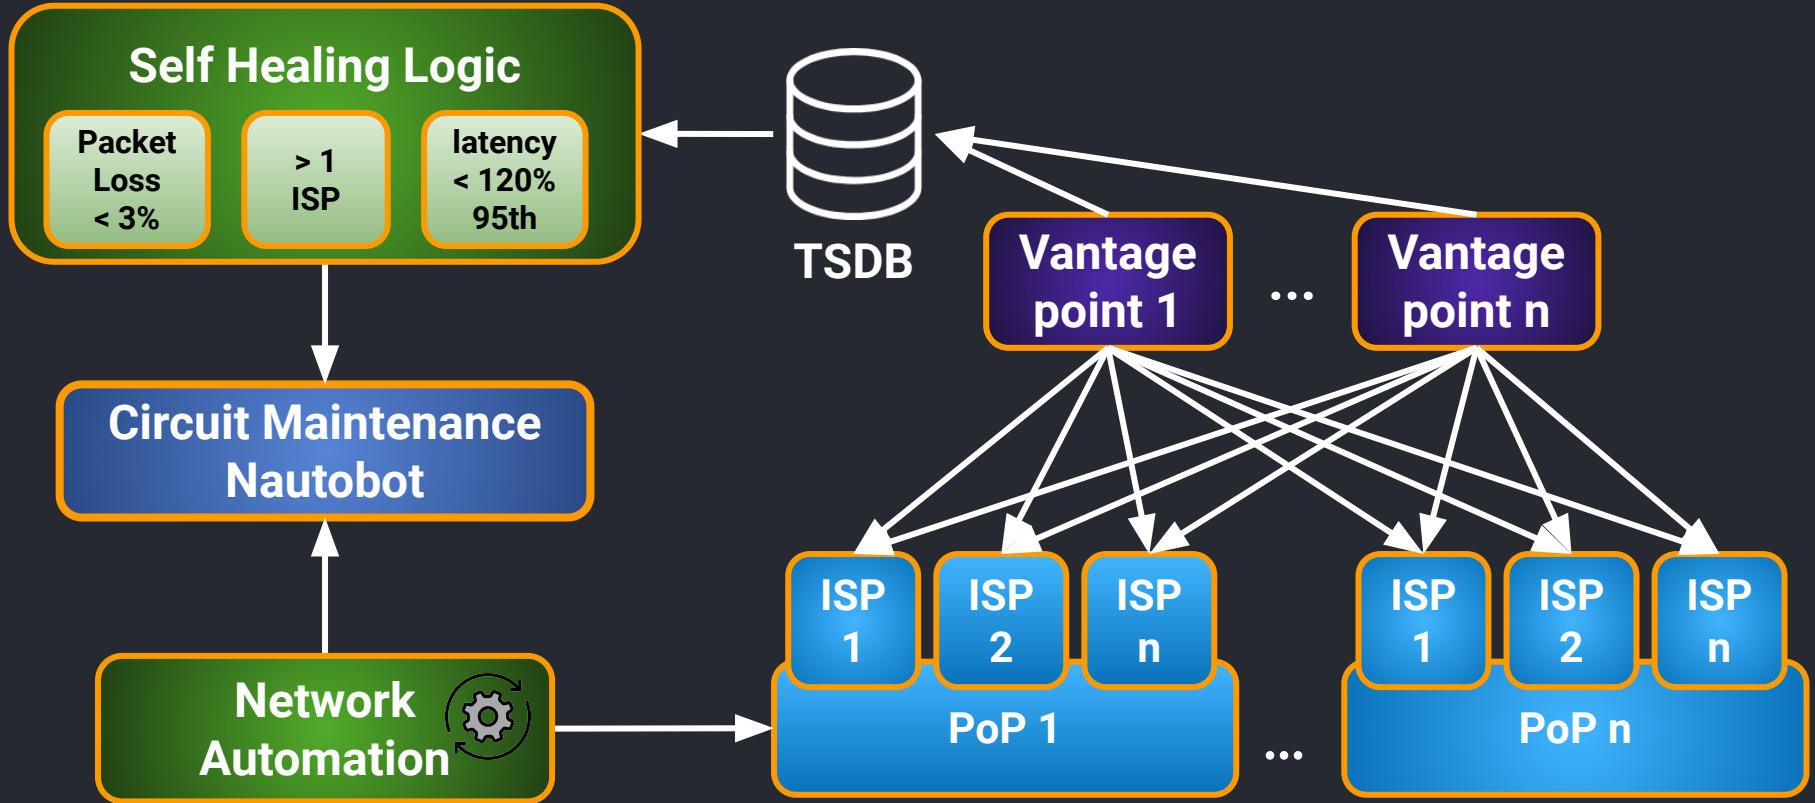 Self Healing Logic
Packet
Loss
< 3%
> 1
ISP
latency
< 120%
95th
TSDB
Vantage
point 1
...
Vantage
point n
Circuit Maintenance
Nautobot
ISP
1
ISP
2
ISP
n
ISP
1
ISP
2
ISP
n
Network
Automation
PoP 1
...
PoP n